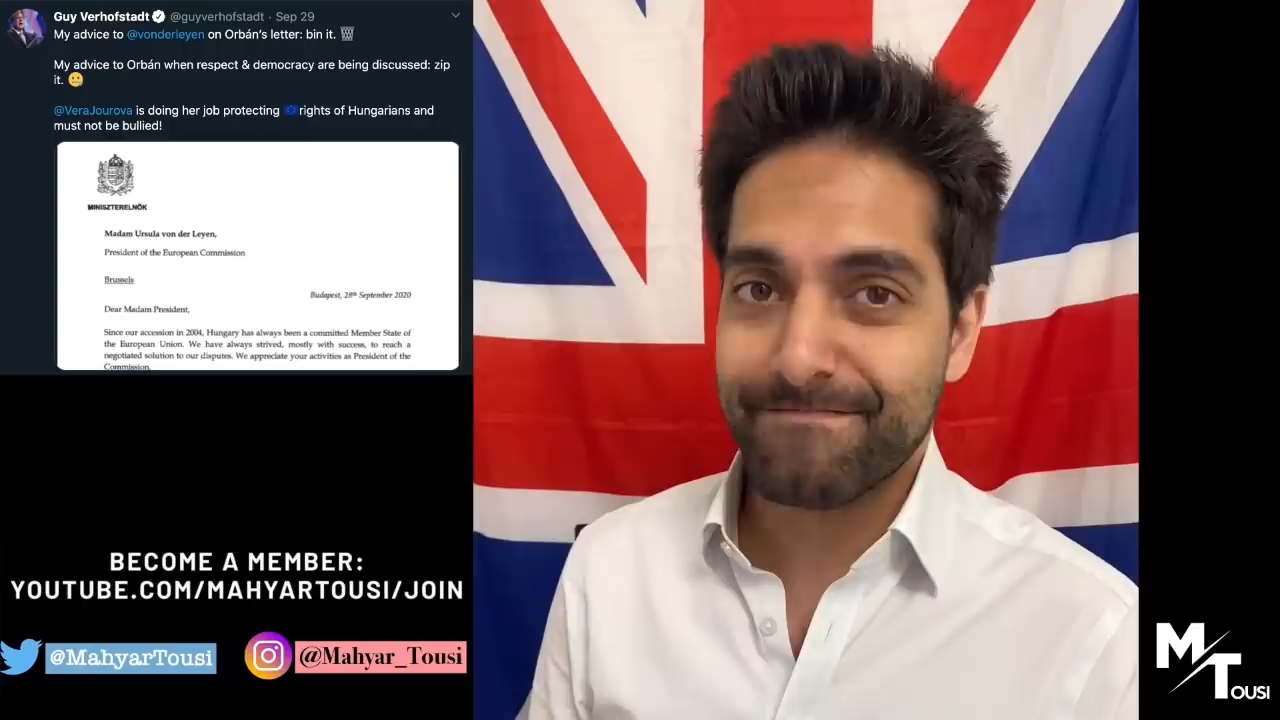 Guy Verhofstadt @guyverhofstadt · Sep 29
My advice to @vonderleyen on Orbán's letter: bin it. 🗑
My advice to Orbán when respect & democracy are being discussed: zip
it. 🤐
@VeraJourova is doing her job protecting 🇪🇺rights of Hungarians and
must not be bullied!
MINISZTERELNÖK
Madam Ursula von der Leyen,
President of the European Commission
Brussels
Budapest, 28th September 2020
Dear Madam President,
Since our accession in 2004, Hungary has always been a committed Member State of
the European Union. We have always strived, mostly with success, to reach a
negotiated solution to our disputes. We appreciate your activities as President of the
Commission.
BECOME A MEMBER:
YOUTUBE.COM/MAHYARTOUSI/JOIN
@MahyarTousi
@Mahyar_Tousi
M
TOUSI